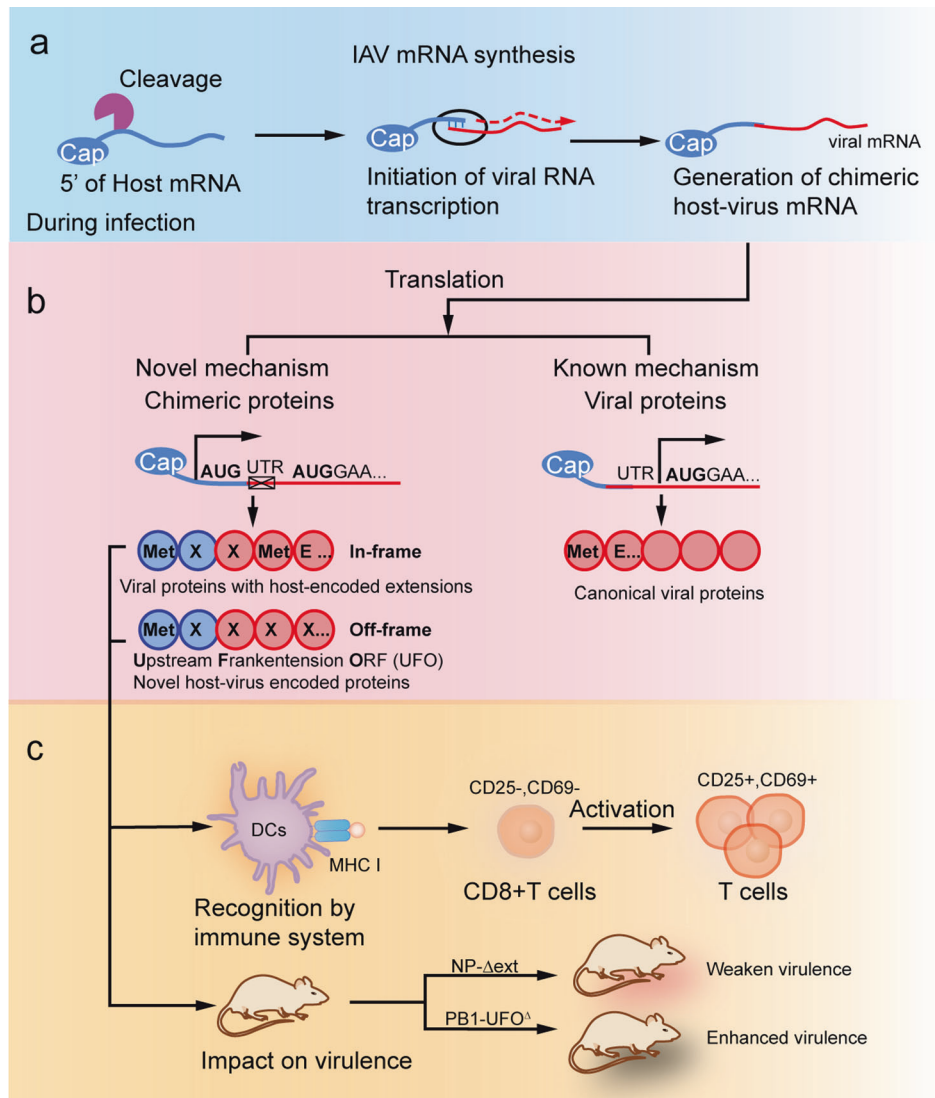 a
IAV mRNA synthesis
Cleavage
Cap
Cap
Cap
viral mRNA
5' of Host mRNA
Initiation of viral RNA
transcription
Generation of chimeric
host-virus mRNA
During infection
b
Translation
Novel mechanism
Chimeric proteins
Known mechanism
Viral proteins
Cap
AUG UTR AUGGAA...
Cap
UTR AUGGAA...
Met X X Met E ... In-frame
Viral proteins with host-encoded extensions
Met E...
Canonical viral proteins
Met X X X X... Off-frame
Upstream Frankentension ORF (UFO)
Novel host-virus encoded proteins
c
DCs
MHC I
Recognition by
immune system
CD25-,CD69-
CD8+T cells
Activation
CD25+,CD69+
T cells
Impact on virulence
NP-Δext
Weaken virulence
PB1-UFOᐞ
Enhanced virulence